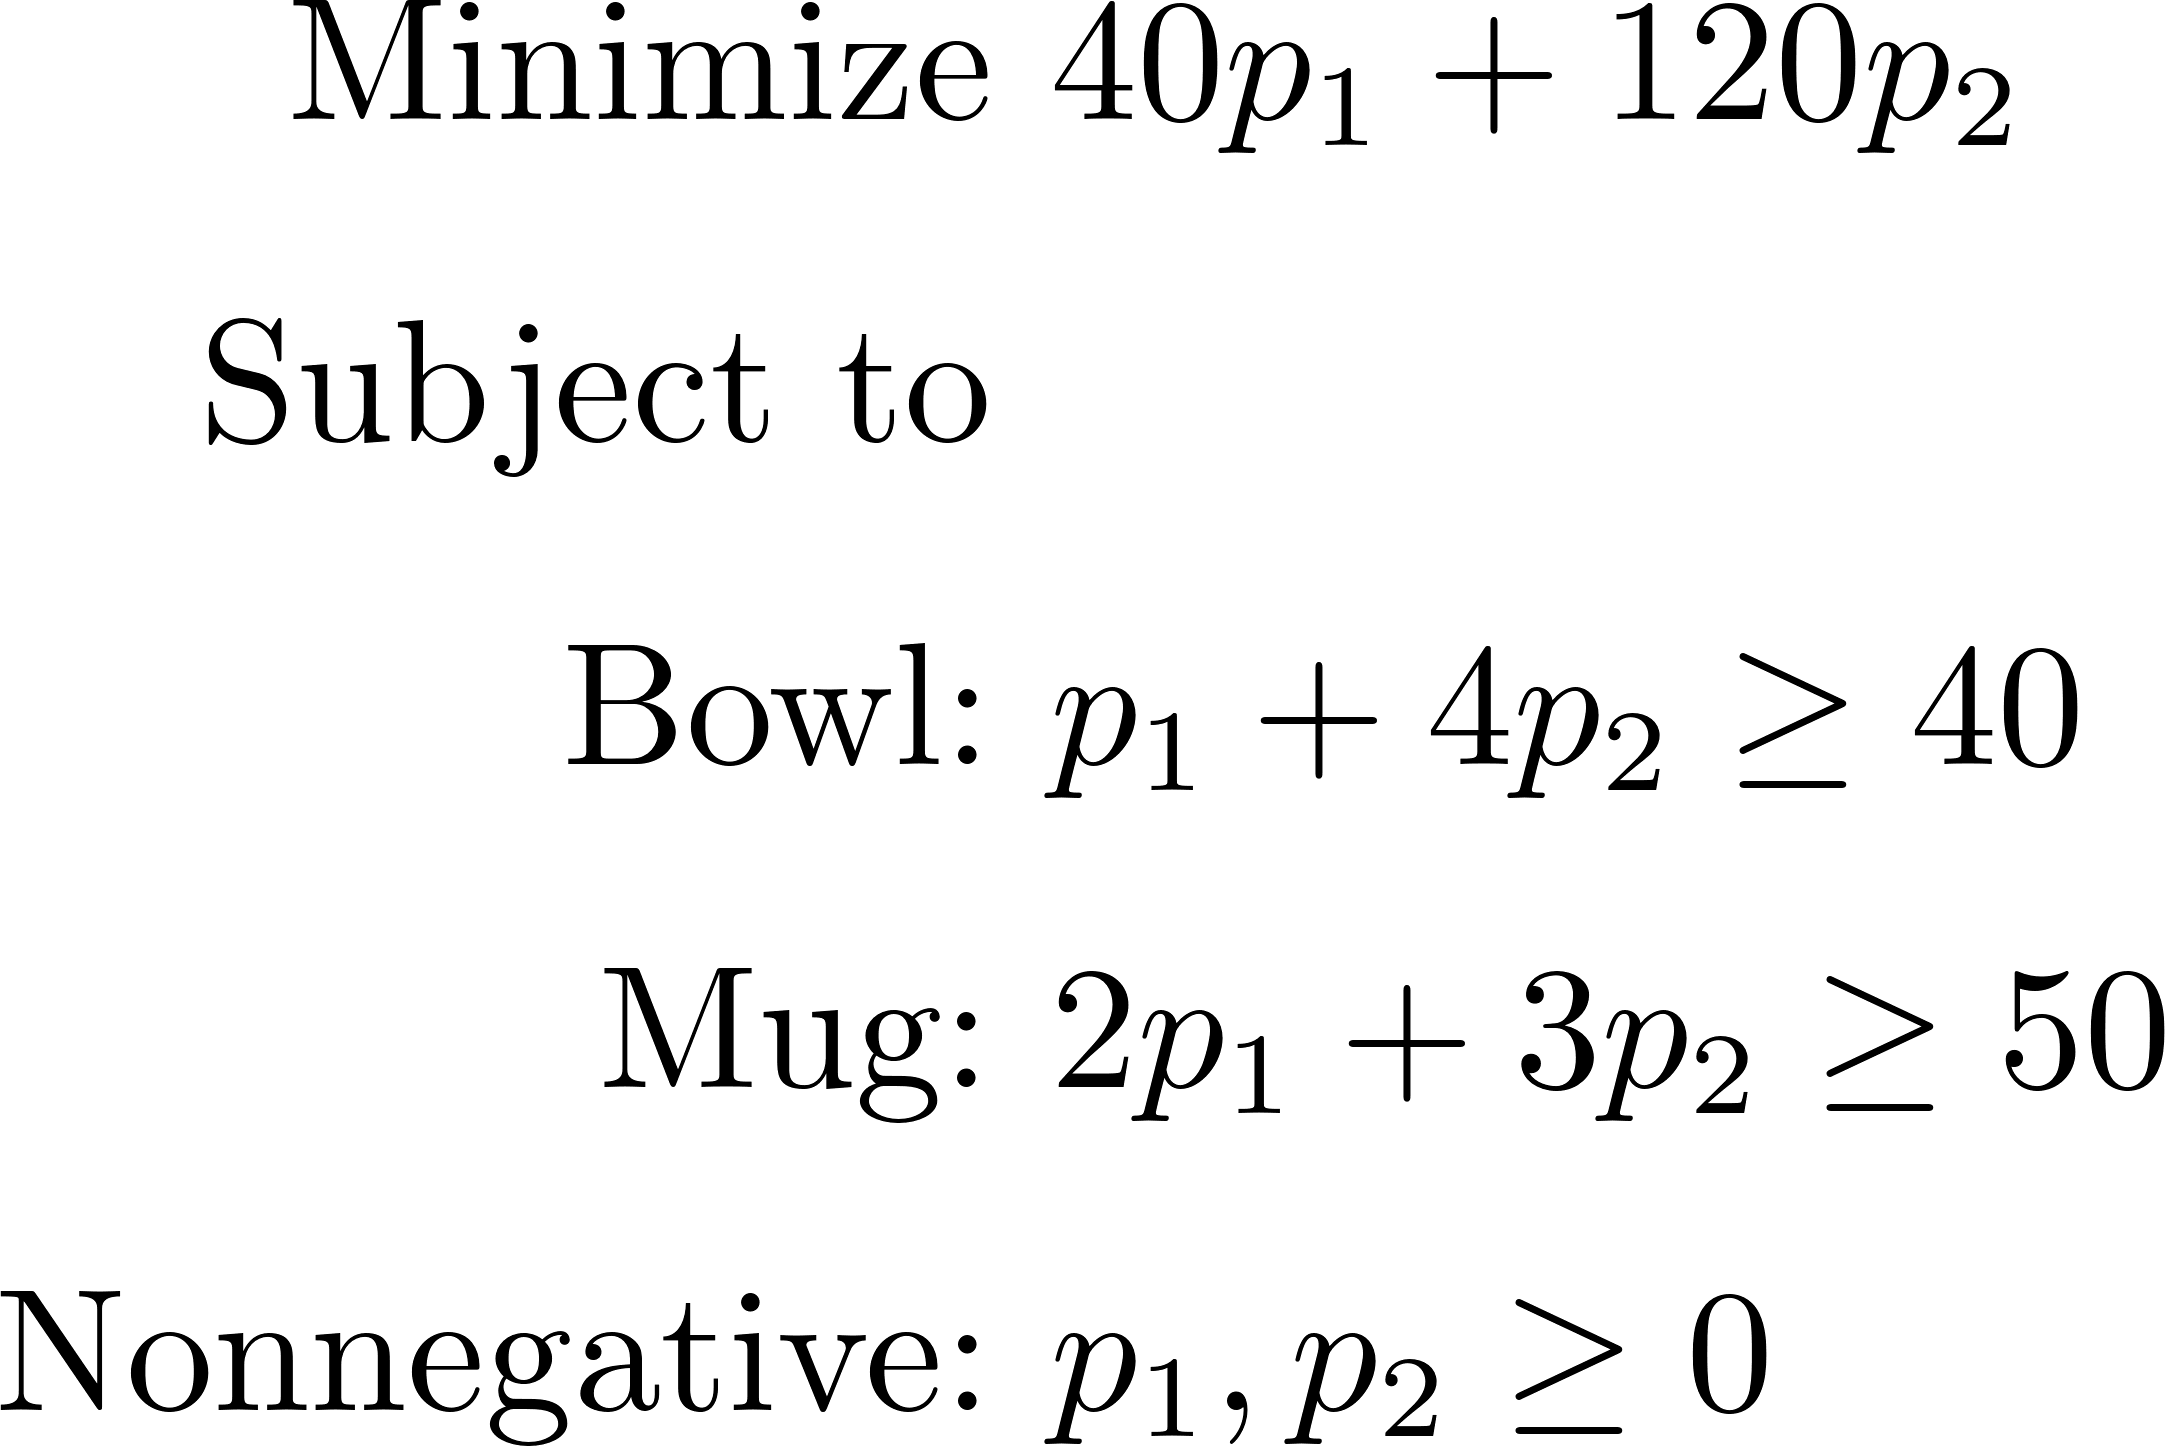 Minimize 40p₁ + 120p₂
Subject to
Bowl: p₁ + 4p₂ ≥ 40
Mug: 2p₁ + 3p₂ ≥ 50
Nonnegative: p₁, p₂ ≥ 0